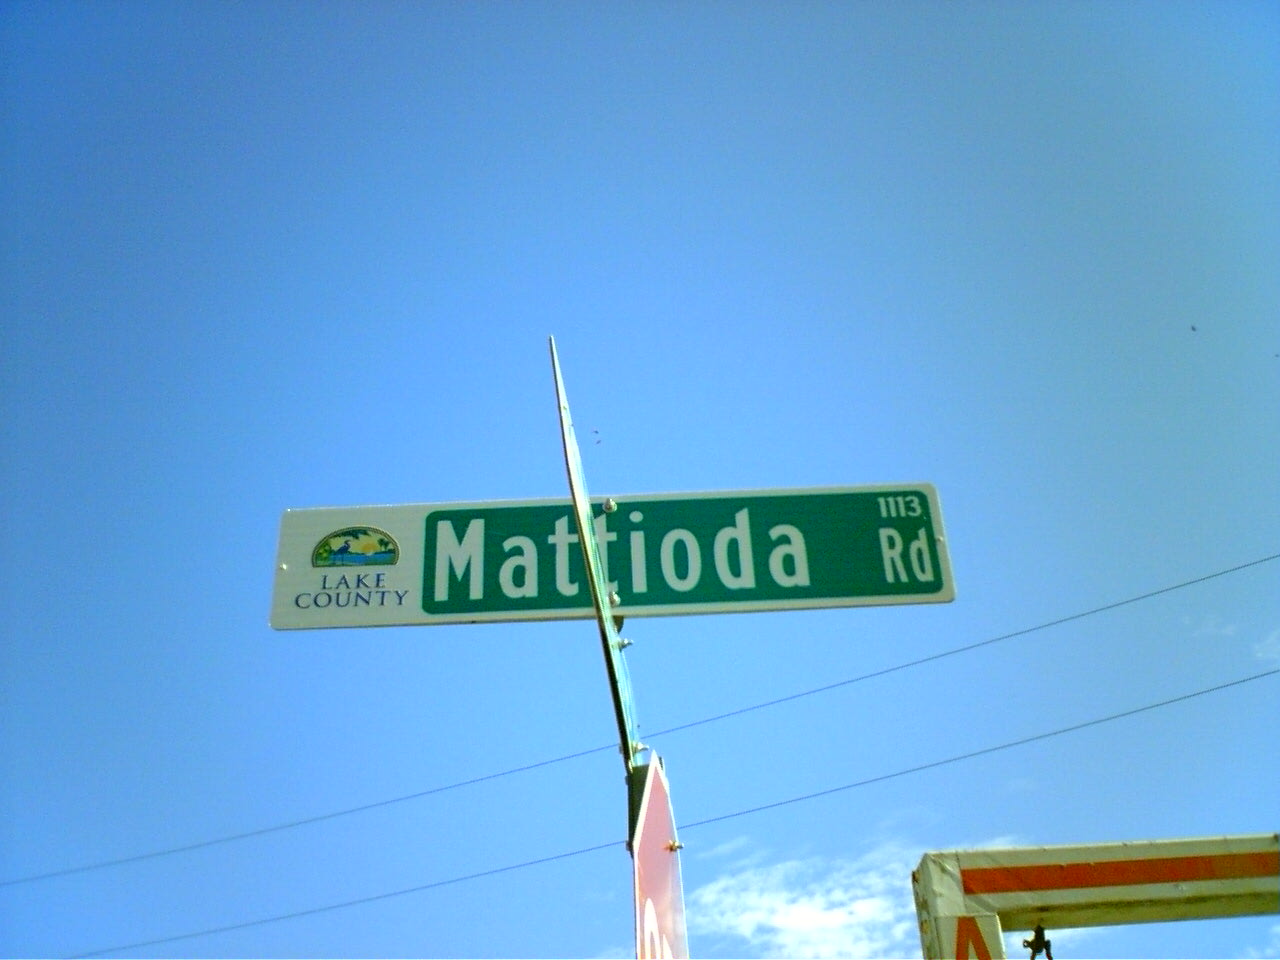 LAKE
COUNTY
Mattioda
1113
Rd
A